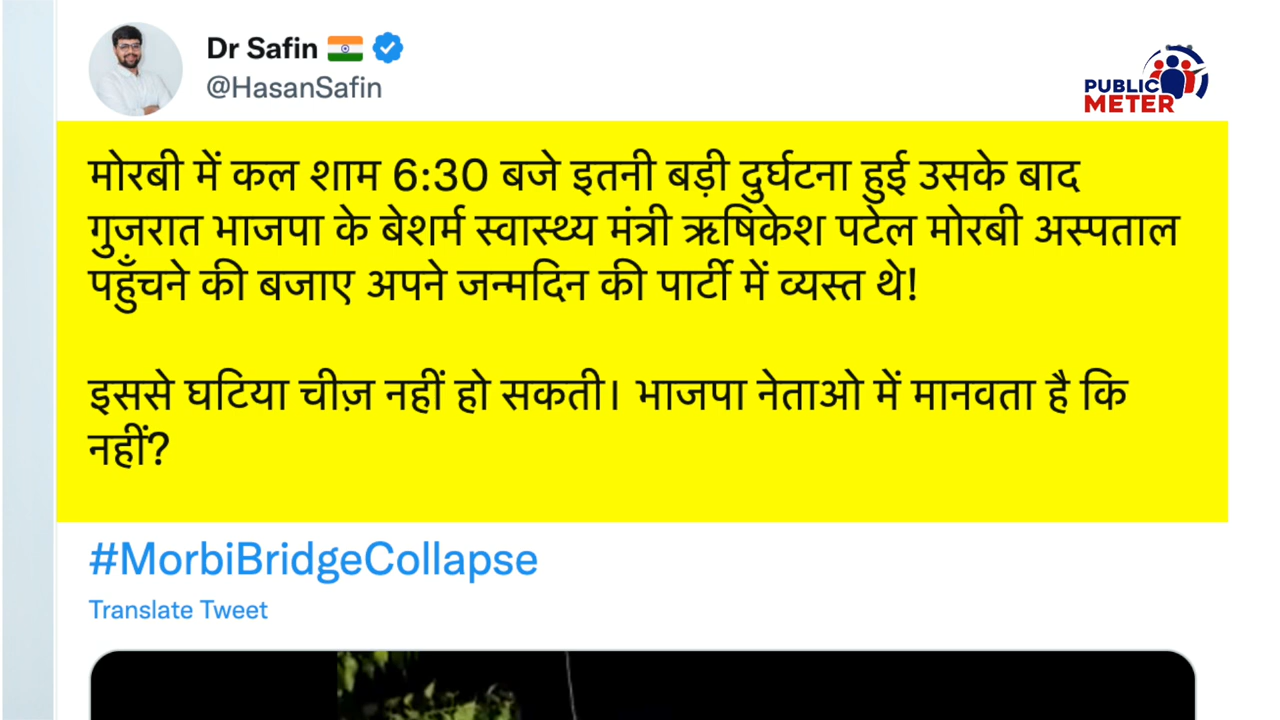 Dr Safin
@HasanSafin
PUBLIC
METER
मोरबी में कल शाम 6:30 बजे इतनी बड़ी दुर्घटना हुई उसके बाद
गुजरात भाजपा के बेशर्म स्वास्थ्य मंत्री ऋषिकेश पटेल मोरबी अस्पताल
पहुँचने की बजाए अपने जन्मदिन की पार्टी में व्यस्त थे!
इससे घटिया चीज़ नहीं हो सकती। भाजपा नेताओ में मानवता है कि
नहीं?
#MorbiBridgeCollapse
Translate Tweet